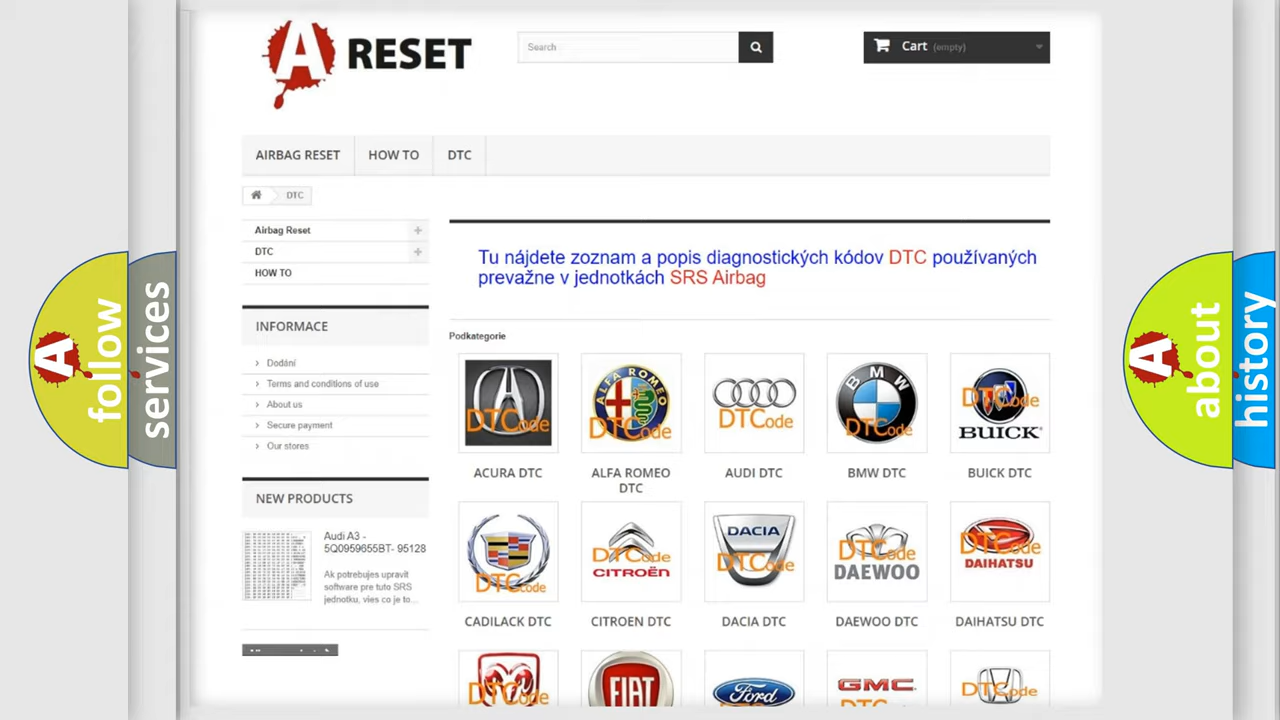 A RESET
Search
Cart (empty)
AIRBAG RESET
HOW TO
DTC
DTC
Airbag Reset
DTC
HOW TO
INFORMACE
Dodání
Terms and conditions of use
About us
Secure payment
Our stores
NEW PRODUCTS
Audi A3 -
5Q0959655BT- 95128
Ak potrebujes upravit
software pre tuto SRS
jednotku, vies co je to...
Tu nájdete zoznam a popis diagnostických kódov DTC používaných
prevažne v jednotkách SRS Airbag
Podkategorie
DTCode
ALFA ROMEO
DTCode
DTCode
BMW
DTCode
DTCode
BUICK
ACURA DTC
ALFA ROMEO
DTC
AUDI DTC
BMW DTC
BUICK DTC
DTCode
DTCode
CITROËN
DACIA
DTCode
DTCode
DAEWOO
DTCode
DAIHATSU
CADILACK DTC
CITROEN DTC
DACIA DTC
DAEWOO DTC
DAIHATSU DTC
DTCode
FIAT
Ford
GMC
DTCode
A follow
services
A about
history